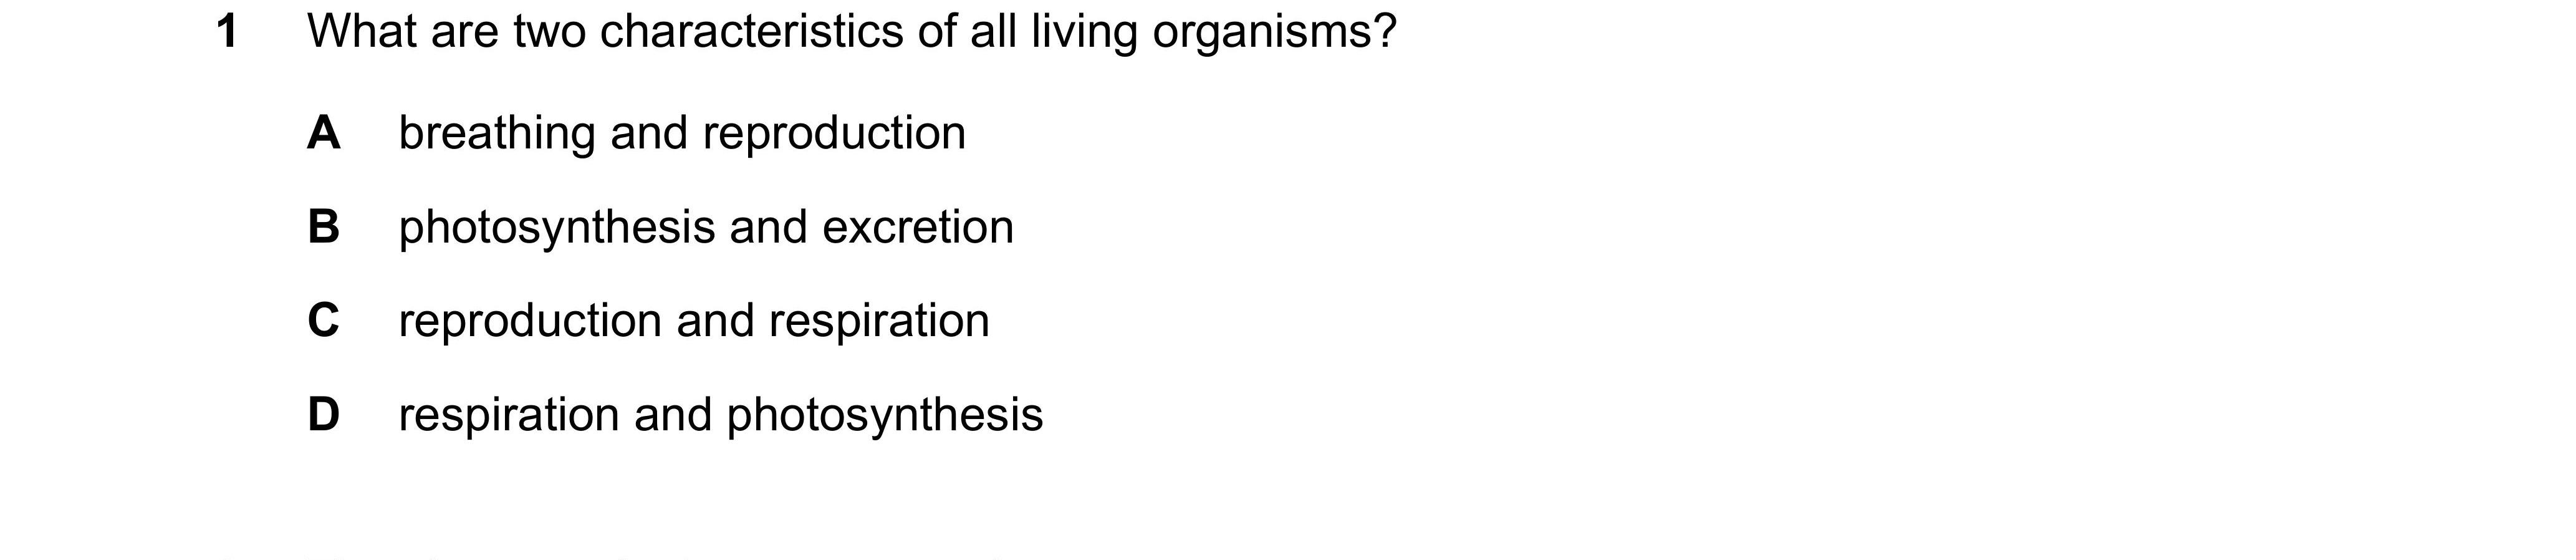 1 What are two characteristics of all living organisms?
A breathing and reproduction
B photosynthesis and excretion
C reproduction and respiration
D respiration and photosynthesis